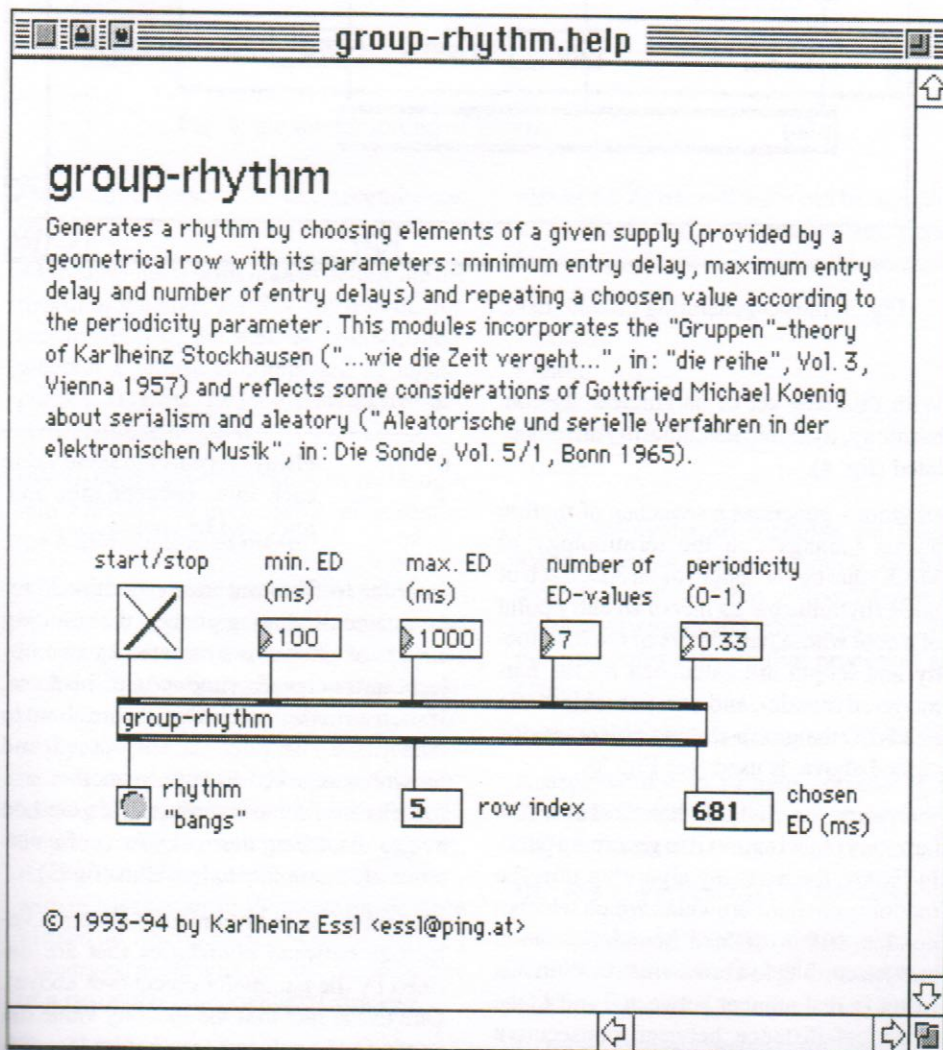 group-rhythm.help
group-rhythm
Generates a rhythm by choosing elements of a given supply (provided by a
geometrical row with its parameters: minimum entry delay, maximum entry
delay and number of entry delays) and repeating a choosen value according to
the periodicity parameter. This modules incorporates the "Gruppen"-theory
of Karlheinz Stockhausen ("...wie die Zeit vergeht...", in: "die reihe", Vol. 3,
Vienna 1957) and reflects some considerations of Gottfried Michael Koenig
about serialism and aleatory ("Aleatorische und serielle Verfahren in der
elektronischen Musik", in: Die Sonde, Vol. 5/1, Bonn 1965).
start/stop
min. ED
(ms)
100
max. ED
(ms)
1000
number of
ED-values
7
periodicity
(0-1)
0.33
group-rhythm
rhythm
"bangs"
5
row index
681
chosen
ED (ms)
© 1993-94 by Karlheinz Essl <essl@ping.at>